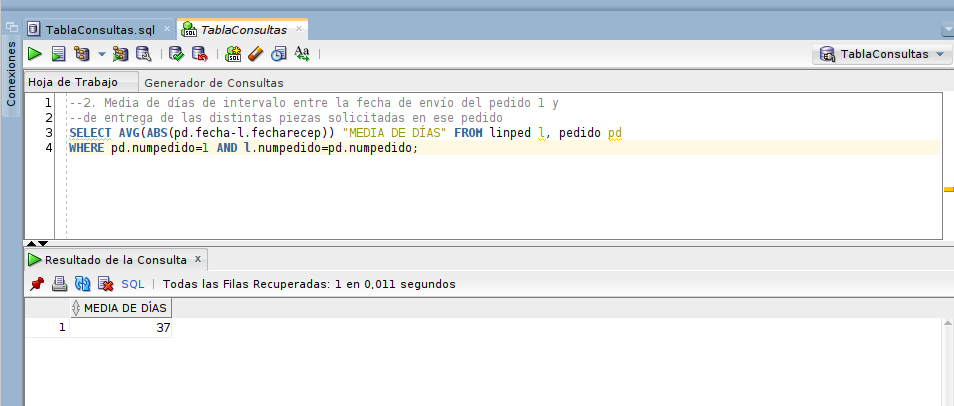 TablaConsultas.sql TablaConsultas
Conexiones
SQL Aa TablaConsultas
Hoja de Trabajo Generador de Consultas
1 --2. Media de días de intervalo entre la fecha de envío del pedido 1 y
2 --de entrega de las distintas piezas solicitadas en ese pedido
3 SELECT AVG(ABS(pd.fecha-l.fecharecep)) "MEDIA DE DÍAS" FROM linped l, pedido pd
4 WHERE pd.numpedido=1 AND l.numpedido=pd.numpedido;
Resultado de la Consulta x
SQL | Todas las Filas Recuperadas: 1 en 0,011 segundos
MEDIA DE DÍAS
1 37